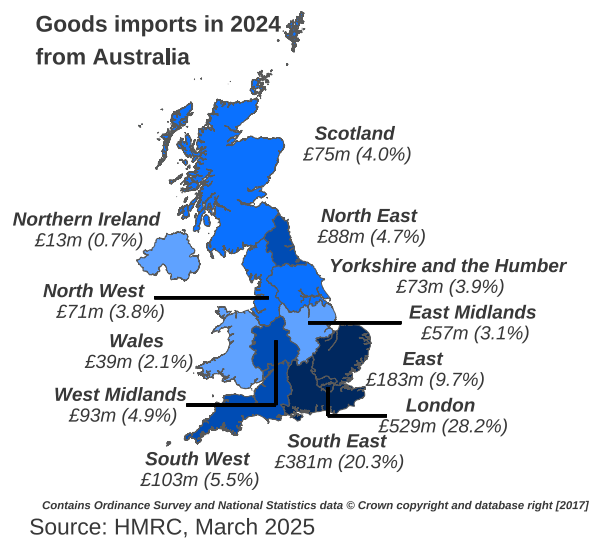 Goods imports in 2024
from Australia
Scotland
£75m (4.0%)
Northern Ireland
£13m (0.7%)
North East
£88m (4.7%)
Yorkshire and the Humber
£73m (3.9%)
North West
£71m (3.8%)
East Midlands
£57m (3.1%)
Wales
£39m (2.1%)
East
£183m (9.7%)
West Midlands
£93m (4.9%)
London
£529m (28.2%)
South East
£381m (20.3%)
South West
£103m (5.5%)
Contains Ordinance Survey and National Statistics data © Crown copyright and database right [2017]
Source: HMRC, March 2025